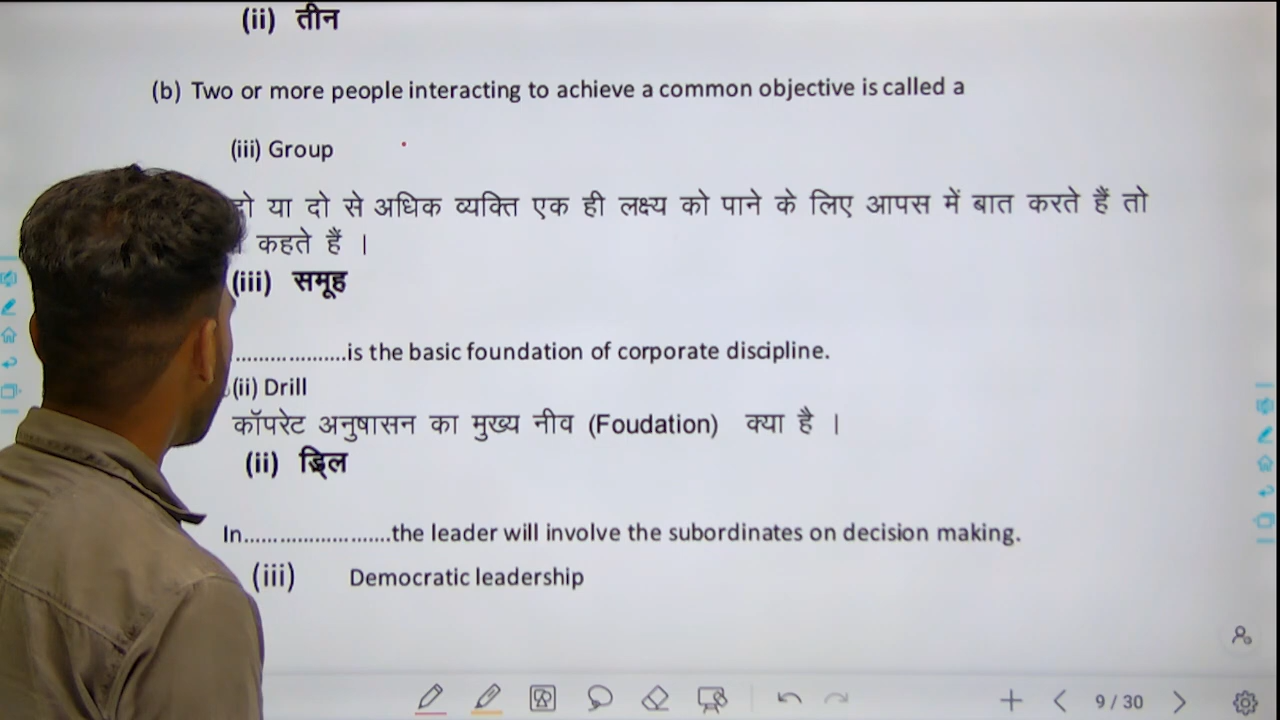 (ii) तीन
(b) Two or more people interacting to achieve a common objective is called a
(iii) Group
दो या दो से अधिक व्यक्ति एक ही लक्ष्य को पाने के लिए आपस में बात करते हैं तो
कहते हैं ।
(iii) समूह
....................is the basic foundation of corporate discipline.
(ii) Drill
कॉपरेट अनुषासन का मुख्य नीव (Foudation) क्या है ।
(ii) ड्रिल
In..........................the leader will involve the subordinates on decision making.
(iii) Democratic leadership
9 / 30